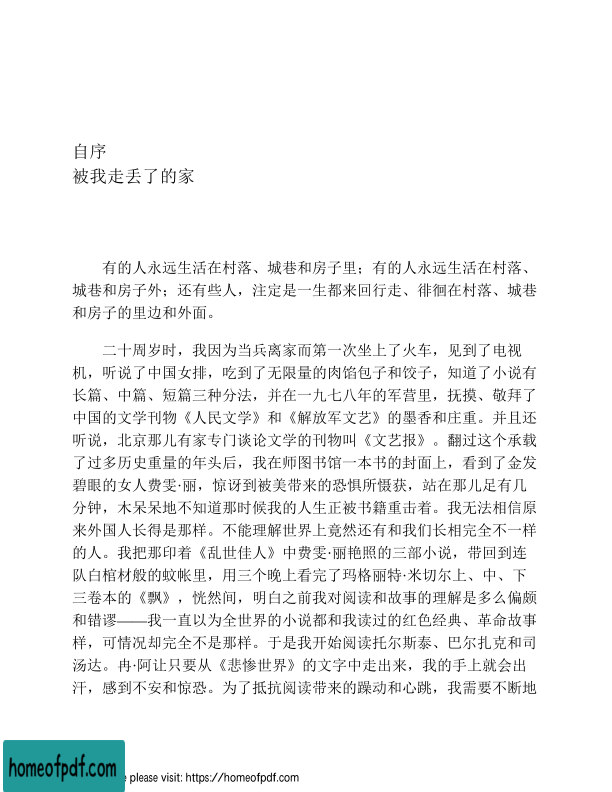 自序
被我走丢了的家
有的人永远生活在村落、城巷和房子里；有的人永远生活在村落、
城巷和房子外；还有些人，注定是一生都来回行走、徘徊在村落、城巷
和房子的里边和外面。
二十周岁时，我因为当兵离家而第一次坐上了火车，见到了电视
机，听说了中国女排，吃到了无限量的肉馅包子和饺子，知道了小说有
长篇、中篇、短篇三种分法，并在一九七八年的军营里，抚摸、敬拜了
中国的文学刊物《人民文学》和《解放军文艺》的墨香和庄重。并且还
听说，北京那儿有家专门谈论文学的刊物叫《文艺报》。翻过这个承载
了过多历史重量的年头后，我在师图书馆一本书的封面上，看到了金发
碧眼的女人费雯·丽，惊讶到被美带来的恐惧所慑获，站在那儿足有几
分钟，木呆呆地不知道那时候我的人生正被书籍重击着。我无法相信原
来外国人长得是那样。不能理解世界上竟然还有和我们长相完全不一样
的人。我把那印着《乱世佳人》中费雯·丽艳照的三部小说，带回到连
队白棺材般的蚊帐里，用三个晚上看完了玛格丽特·米切尔上、中、下
三卷本的《飘》，恍然间，明白之前我对阅读和故事的理解是多么偏颇
和错谬——我一直以为全世界的小说都和我读过的红色经典、革命故事
样，可情况却完全不是那样。于是我开始阅读托尔斯泰、巴尔扎克和司
汤达。冉·阿让只要从《悲惨世界》的文字中走出来，我的手上就会出
汗，感到不安和惊恐。为了抵抗阅读带来的躁动和心跳，我需要不断地
homeofpdf.com
e please visit: https://homeofpdf.com